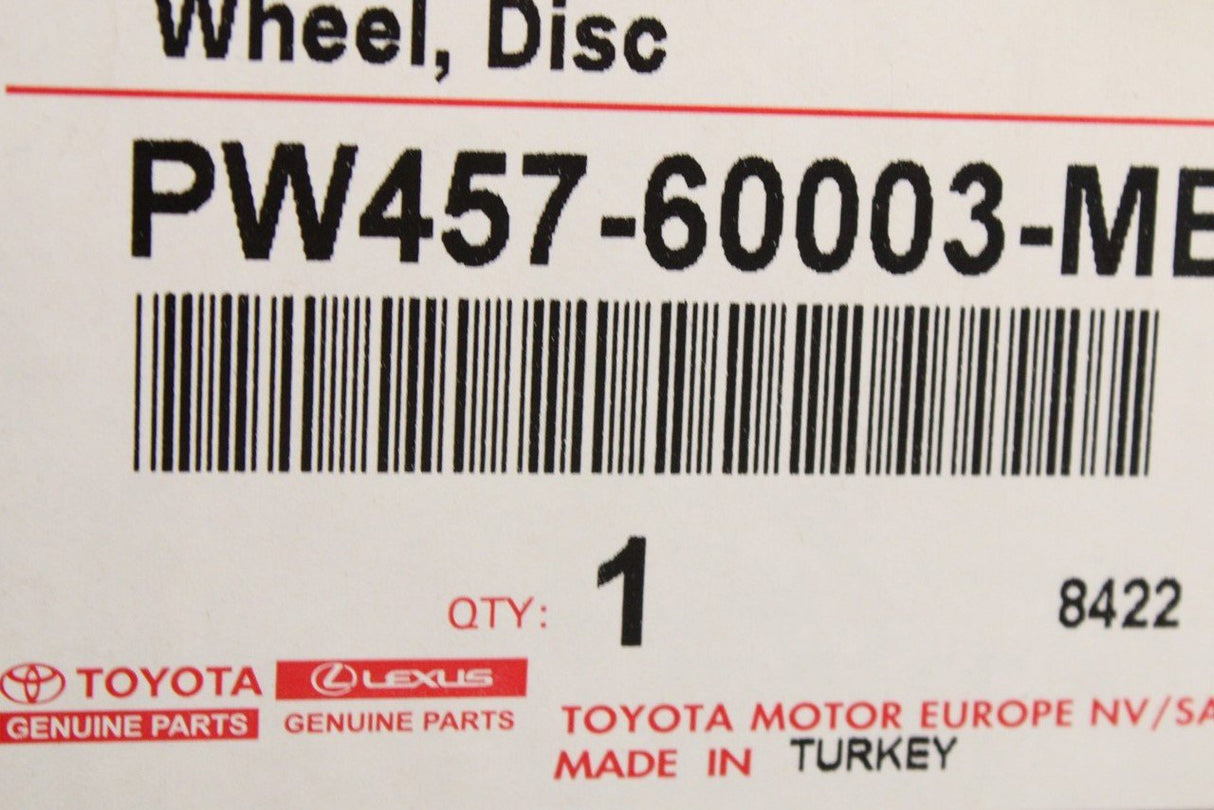 Wheel, Disc
PW457-60003-M
QTY: 1
8422
TOYOTA
GENUINE PARTS
LEXUS
GENUINE PARTS
TOYOTA MOTOR EUROPE NV/SA
MADE IN TURKEY